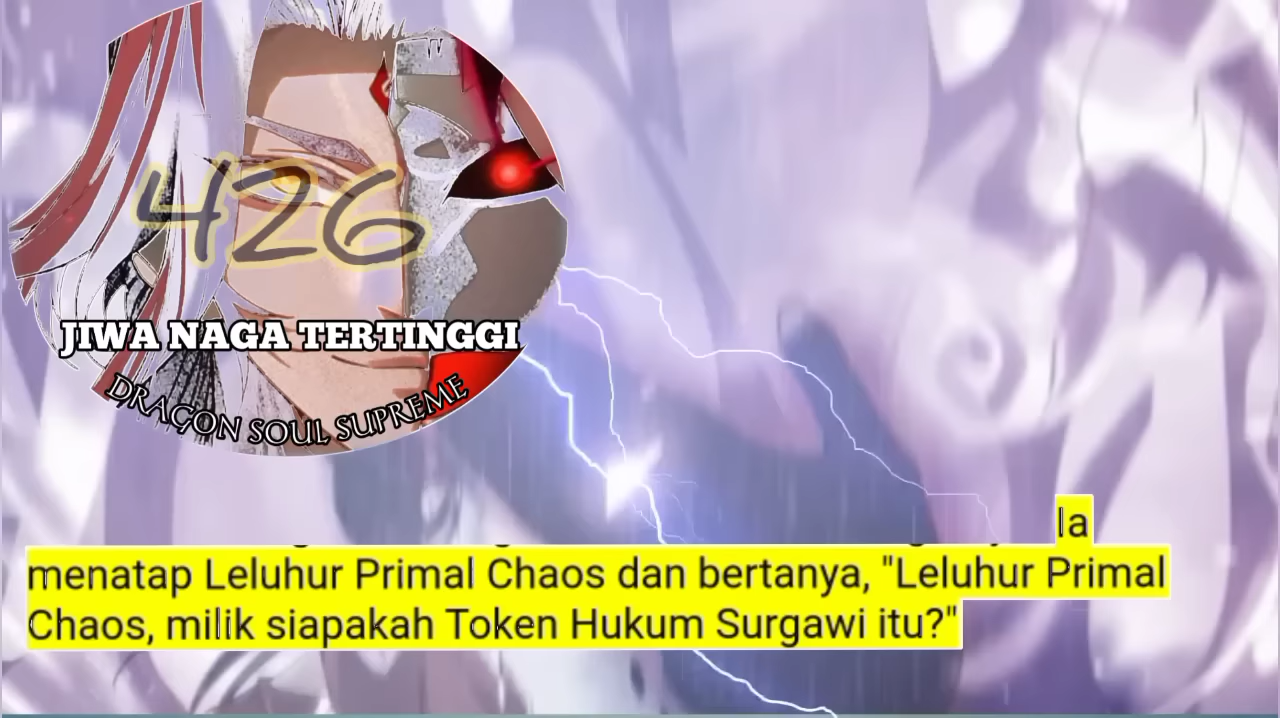 426
JIWA NAGA TERTINGGI
DRAGON SOUL SUPREME
Ia
menatap Leluhur Primal Chaos dan bertanya, "Leluhur Primal
Chaos, milik siapakah Token Hukum Surgawi itu?"